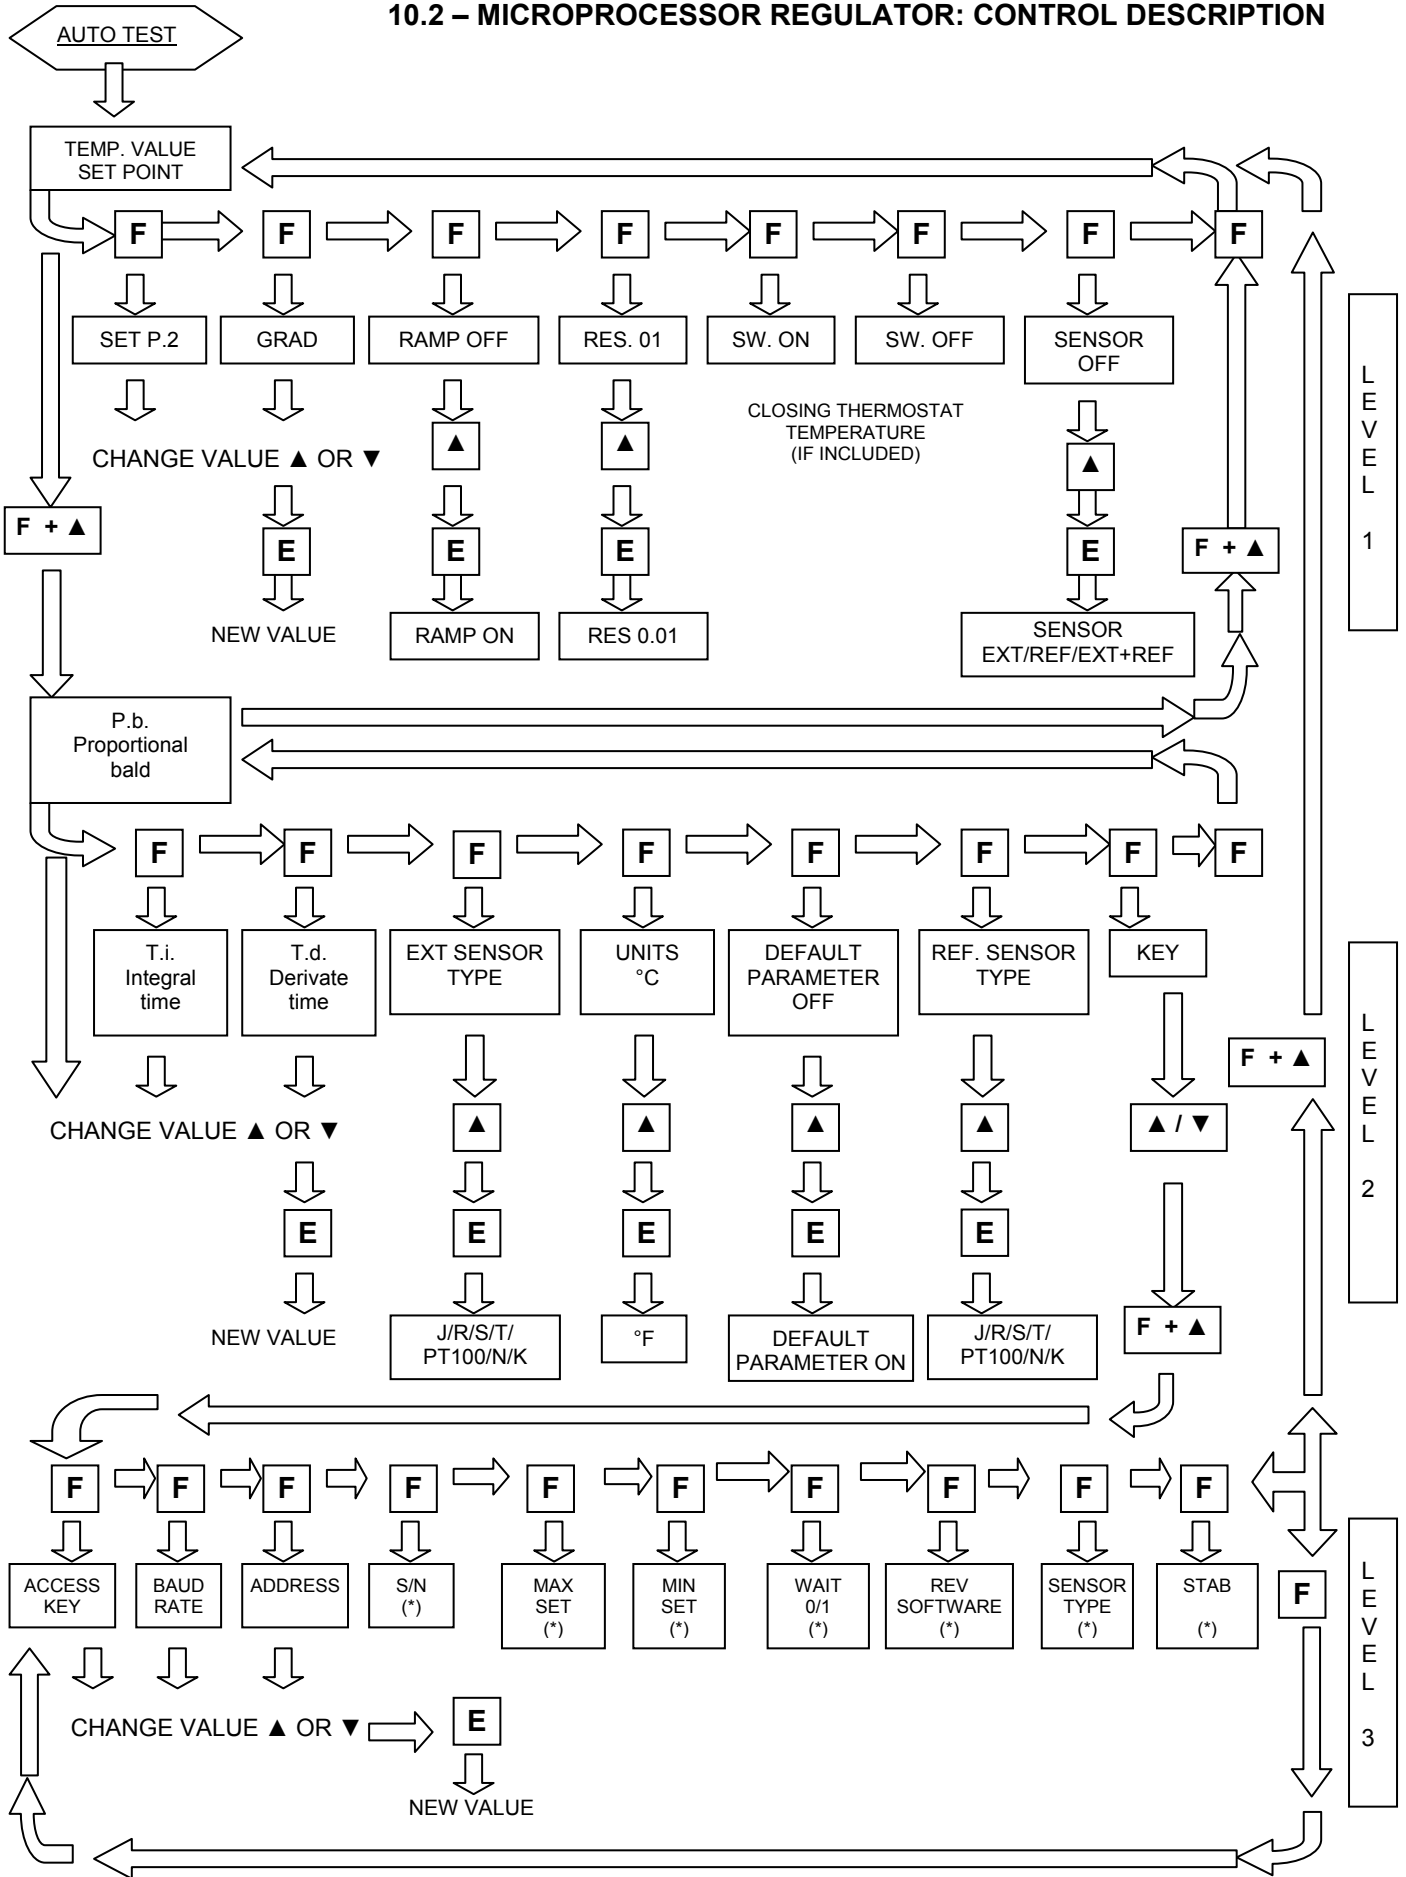 10.2 – MICROPROCESSOR REGULATOR: CONTROL DESCRIPTION
AUTO TEST
TEMP. VALUE
SET POINT
F F F F F F F F
SET P.2 GRAD RAMP OFF RES. 01 SW. ON SW. OFF SENSOR
OFF
CLOSING THERMOSTAT
TEMPERATURE
(IF INCLUDED)
▲ ▲ ▲
CHANGE VALUE ▲ OR ▼
F + ▲
E E E E
F + ▲
NEW VALUE RAMP ON RES 0.01 SENSOR
EXT/REF/EXT+REF
LEVEL 1
P.b.
Proportional
bald
F F F F F F F F
T.i.
Integral
time
T.d.
Derivate
time
EXT SENSOR
TYPE
UNITS
°C
DEFAULT
PARAMETER
OFF
REF. SENSOR
TYPE
KEY
F + ▲
CHANGE VALUE ▲ OR ▼
▲ ▲ ▲ ▲ ▲ / ▼
E E E E E
NEW VALUE
J/R/S/T/
PT100/N/K
°F
DEFAULT
PARAMETER ON
J/R/S/T/
PT100/N/K
F + ▲
LEVEL 2
F F F F F F F F F F
ACCESS
KEY
BAUD
RATE
ADDRESS
S/N
(*)
MAX
SET
(*)
MIN
SET
(*)
WAIT
0/1
(*)
REV
SOFTWARE
(*)
SENSOR
TYPE
(*)
STAB
(*)
F
CHANGE VALUE ▲ OR ▼ E
NEW VALUE
LEVEL 3